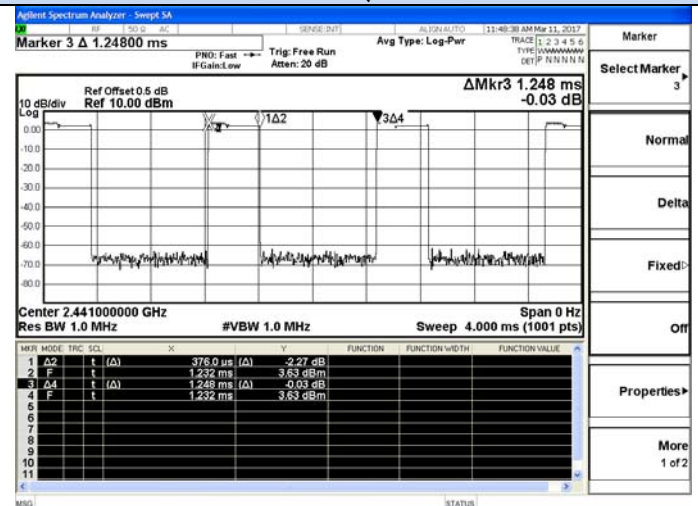 Agilent Spectrum Analyzer - Swept SA
RF 50 Ω AC SENSE:INT ALIGN AUTO 11:48:38 AM Mar 11, 2017
Marker 3 Δ 1.24800 ms
PNO: Fast Trig: Free Run
IFGain:Low Atten: 20 dB
Avg Type: Log-Pwr
TRACE 1 2 3 4 5 6
TYPE
DET P N N N N N
Ref Offset 0.5 dB
10 dB/div Ref 10.00 dBm
ΔMkr3 1.248 ms
-0.03 dB
Log
1Δ2
3Δ4
0.00
-10.0
-20.0
-30.0
-40.0
-50.0
-60.0
-70.0
-80.0
Center 2.441000000 GHz Span 0 Hz
Res BW 1.0 MHz #VBW 1.0 MHz Sweep 4.000 ms (1001 pts)
MKR MODE TRC SCL X Y FUNCTION FUNCTION WIDTH FUNCTION VALUE
1 Δ2 t (Δ) 376.0 µs (Δ) -2.27 dB
2 F t 1.232 ms 3.63 dBm
3 Δ4 t (Δ) 1.248 ms (Δ) -0.03 dB
4 F t 1.232 ms 3.63 dBm
5
6
7
8
9
10
11
MSG STATUS
Marker
Select Marker
3
Normal
Delta
Fixed
Off
Properties
More
1 of 2